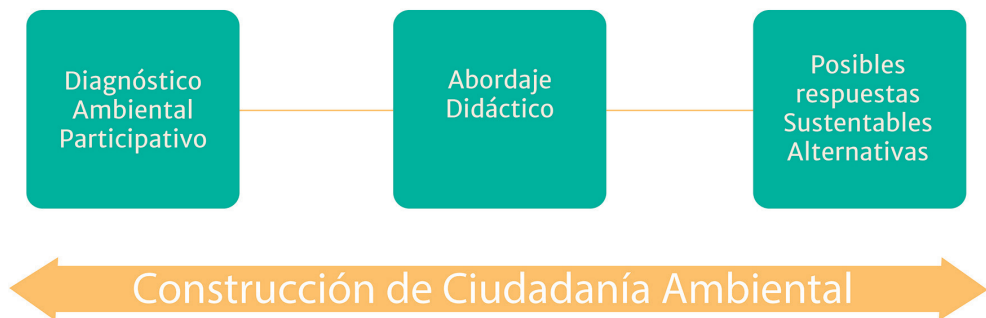 Diagnóstico
Ambiental
Participativo
Abordaje
Didáctico
Posibles
respuestas
Sustentables
Alternativas
Construcción de Ciudadanía Ambiental